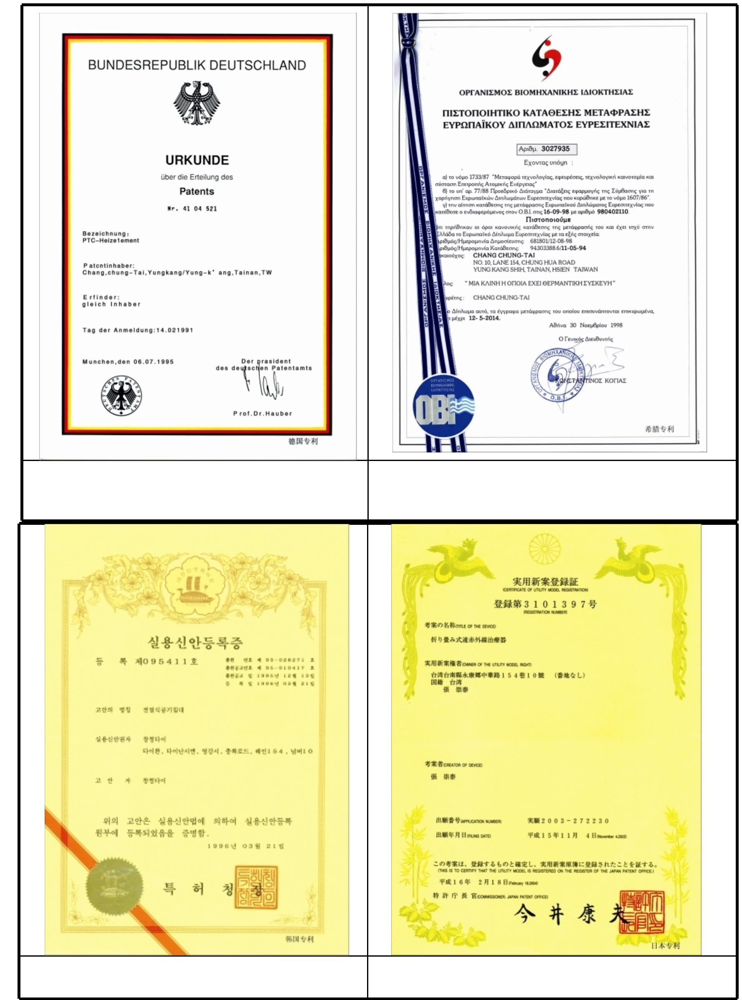 BUNDESREPUBLIK DEUTSCHLAND
URKUNDE
über die Erteilung des
Patents
Nr. 41 04 521
Bezeichnung:
PTC-Heize1ement
Patcntinhaber:
Chang,chung-Tai,Yungkang/Yung-k' ang,Tainan,TW
Erfinder:
gleich Inhaber
Tag der Anmeldung:14.021991
Munchen,den 06.07.1995
Der prasident
des deutschen Patentamts
DEUTSCHES PATENTAMT
Prof.Dr.Hauber
德国专利
ΟΡΓΑΝΙΣΜΟΣ ΒΙΟΜΗΧΑΝΙΚΗΣ ΙΔΙΟΚΤΗΣΙΑΣ
ΠΙΣΤΟΠΟΙΗΤΙΚΟ ΚΑΤΑΘΕΣΗΣ ΜΕΤΑΦΡΑΣΗΣ
ΕΥΡΩΠΑΪΚΟΥ ΔΙΠΛΩΜΑΤΟΣ ΕΥΡΕΣΙΤΕΧΝΙΑΣ
Αριθμ. 3027935
Εχοντας υπόψη :
α) το νόμο 1733/87 "Μεταφορά τεχνολογίας, εφευρέσεις, τεχνολογική καινοτομία και
σύσταση Επιτροπής Ατομικής Ενέργειας"
β) το υπ' αρ. 77/88 Προεδρικό Διάταγμα "Διατάξεις εφαρμογής της Σύμβασης για τη
χορήγηση Ευρωπαϊκών Διπλωμάτων Ευρεσιτεχνίας που κυρώθηκε με το νόμο 1607/86".
γ) την αίτηση κατάθεσης της μετάφρασης Ευρωπαϊκού Διπλώματος Ευρεσιτεχνίας που
κατέθεσε ο ενδιαφερόμενος στον Ο.Β.Ι. στις 16-09-98 με αριθμό 980402110.
Πιστοποιούμε
ότι τηρήθηκαν οι όροι κανονικής κατάθεσης της μετάφρασής του και έχει ισχύ στην
Ελλάδα το Ευρωπαϊκό Δίπλωμα Ευρεσιτεχνίας με τα εξής στοιχεία:
ριθμός/Ημερομηνία Δημοσίευσης: 681801/12-08-98
ριθμός/Ημερομηνία Κατάθεσης: 94303388.6/11-05-94
καιούχος: CHANG CHUNG-TAI
NO. 10, LANE 154, CHUNG HUA ROAD
YUNG KANG SHIH, TAINAN, HSIEN TAIWAN
λος: " ΜΙΑ ΚΛΙΝΗ Η ΟΠΟΙΑ ΕΧΕΙ ΘΕΡΜΑΝΤΙΚΗ ΣΥΣΚΕΥΗ "
υρέτης : CHANG CHUNG-TAI
ο Δίπλωμα αυτό, τα έγγραφα μετάφρασης του οποίου επισυνάπτονται επικυρωμένα,
μέχρι 12- 5-2014.
Αθήνα 30 Νοεμβρίου 1998
Ο Γενικός Διευθυντής
ΟΡΓΑΝΙΣΜΟΣ ΒΙΟΜΗΧΑΝΙΚΗΣ ΙΔΙΟΚΤΗΣΙΑΣ
Ο.Β.Ι.
ΚΩΝΣΤΑΝΤΙΝΟΣ ΚΟΓΙΑΣ
ΟΡΓΑΝΙΣΜΟΣ
ΒΙΟΜΗΧΑΝΙΚΗΣ
ΙΔΙΟΚΤΗΣΙΑΣ
OBI
希腊专利
실용신안등록증
등 록 제095411호
출원 번호 제 93-028271 호
출원공고번호 제 95-010417 호
출원공고 일 1995년 12월 13일
등 록 일 1996년 03월 21일
고안의 명칭 전열식공기침대
실용신안권자 창청타이
타이완, 타이난시엔, 영강시, 충화로드, 래인154, 넘버10
고 안 자 창청타이
위의 고안은 실용신안법에 의하여 실용신안등록
원부에 등록되었음을 증명함.
1996년 03월 21일
특 허 청 장
韩国专利
実用新案登録証
(CERTIFICATE OF UTILITY MODEL REGISTRATION)
登録第3101397号
(REGISTRATION NUMBER)
考案の名称(TITLE OF THE DEVICE)
折り畳み式遠赤外線治療器
実用新案権者(OWNER OF THE UTILITY MODEL RIGHT)
台湾台南縣永康郷中華路154巷10號 (番地なし)
国籍 台湾
張 崇泰
考案者(CREATOR OF DEVICE)
張 崇泰
出願番号(APPLICATION NUMBER) 実願2003-272230
出願年月日(FILING DATE) 平成15年11月 4日(November 4,2003)
この考案は、登録するものと確定し、実用新案原簿に登録されたことを証する。
(THIS IS TO CERTIFY THAT THE UTILITY MODEL IS REGISTERED ON THE REGISTER OF THE JAPAN PATENT OFFICE.)
平成16年 2月18日(February 18,2004)
特許庁長官(COMMISSIONER, JAPAN PATENT OFFICE)
今井康夫
日本专利